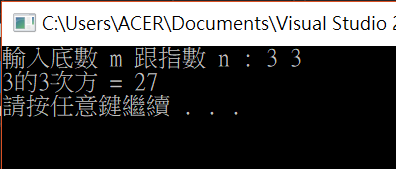 C:\Users\ACER\Documents\Visual Studio 2
輸入底數 m 跟指數 n : 3 3
3的3次方 = 27
請按任意鍵繼續 . . .